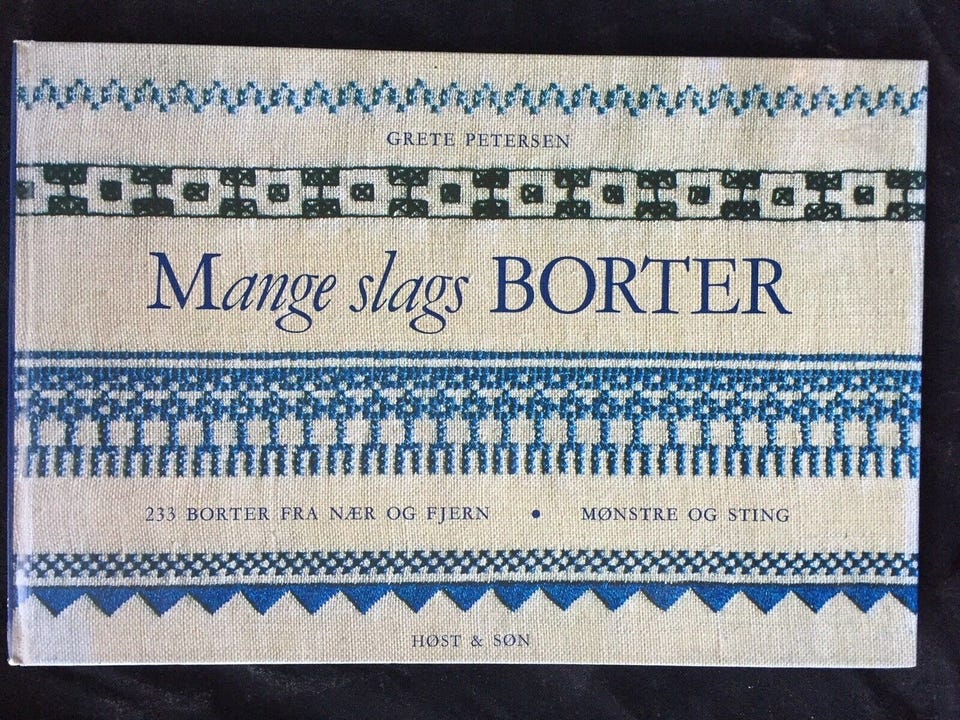 GRETE PETERSEN
Mange slags BORTER
233 BORTER FRA NÆR OG FJERN • MØNSTRE OG STING
HØST & SØN